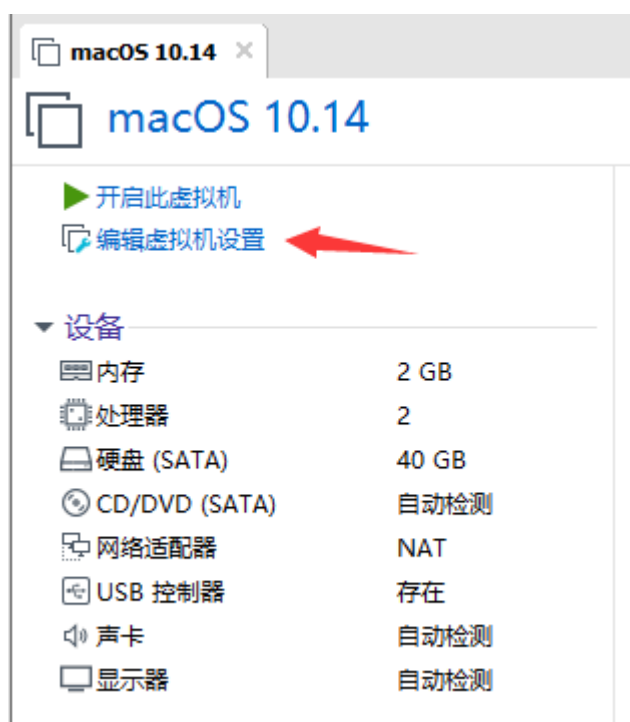 macOS 10.14
macOS 10.14
开启此虚拟机
编辑虚拟机设置
设备
内存 2 GB
处理器 2
硬盘 (SATA) 40 GB
CD/DVD (SATA) 自动检测
网络适配器 NAT
USB 控制器 存在
声卡 自动检测
显示器 自动检测